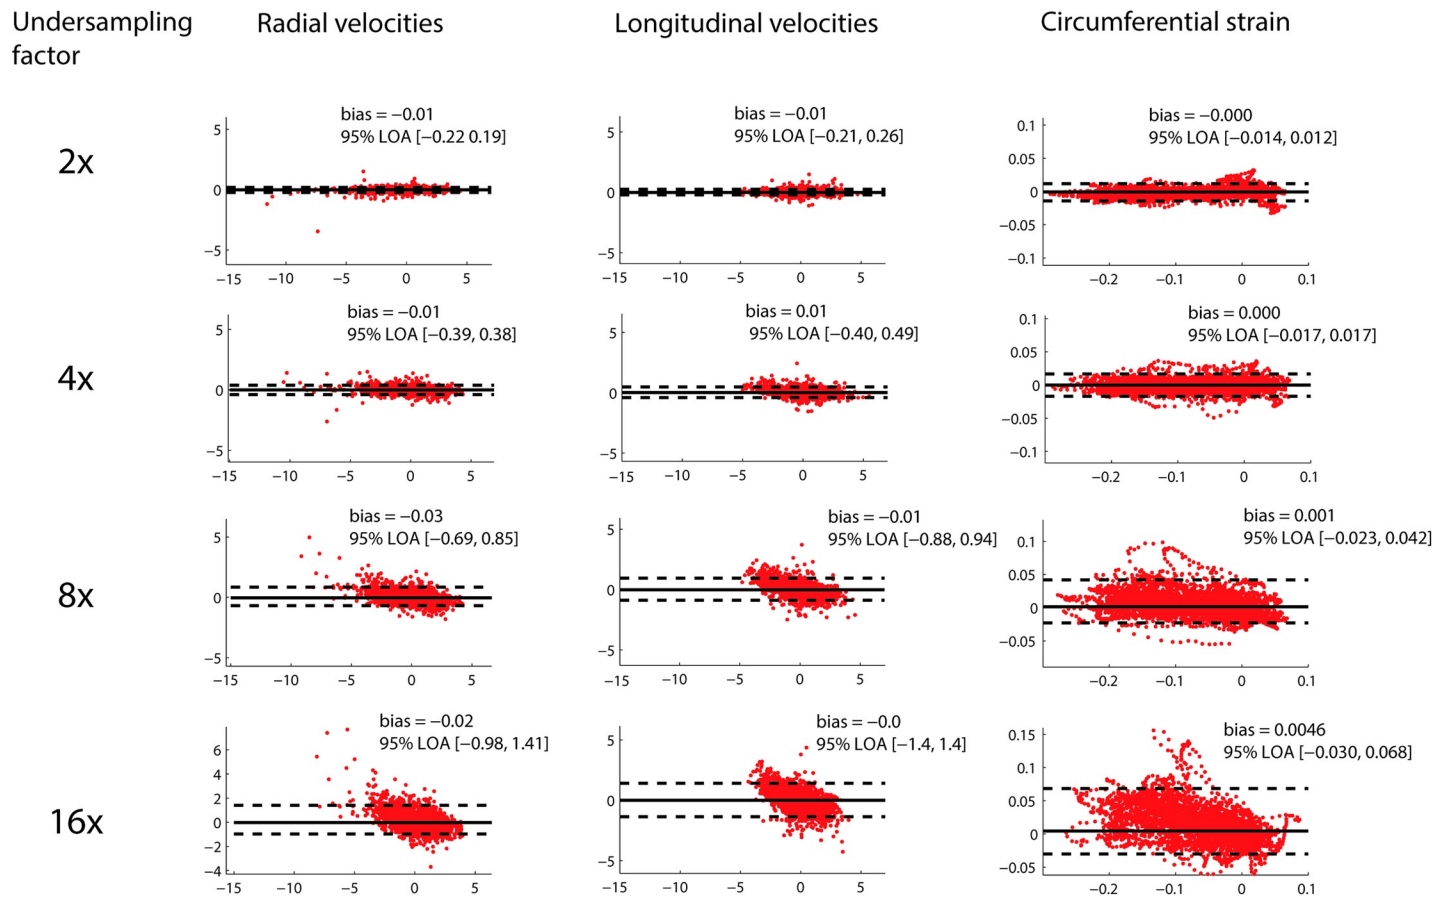 Undersampling factor
Radial velocities
Longitudinal velocities
Circumferential strain
2x
bias = −0.01
95% LOA [−0.22 0.19]
5
0
−5
−15 −10 −5 0 5
bias = −0.01
95% LOA [−0.21, 0.26]
5
0
−5
−15 −10 −5 0 5
bias = −0.000
95% LOA [−0.014, 0.012]
0.1
0.05
0
−0.05
−0.1
−0.2 −0.1 0 0.1
4x
bias = −0.01
95% LOA [−0.39, 0.38]
5
0
−5
−15 −10 −5 0 5
bias = 0.01
95% LOA [−0.40, 0.49]
5
0
−5
−15 −10 −5 0 5
bias = 0.000
95% LOA [−0.017, 0.017]
0.1
0.05
0
−0.05
−0.1
−0.2 −0.1 0 0.1
8x
bias = −0.03
95% LOA [−0.69, 0.85]
5
0
−5
−15 −10 −5 0 5
bias = −0.01
95% LOA [−0.88, 0.94]
5
0
−5
−15 −10 −5 0 5
bias = 0.001
95% LOA [−0.023, 0.042]
0.1
0.05
0
−0.05
−0.2 −0.1 0 0.1
16x
bias = −0.02
95% LOA [−0.98, 1.41]
6
4
2
0
−2
−4
−15 −10 −5 0 5
bias = −0.0
95% LOA [−1.4, 1.4]
5
0
−5
−15 −10 −5 0 5
bias = 0.0046
95% LOA [−0.030, 0.068]
0.15
0.1
0.05
0
−0.05
−0.2 −0.1 0 0.1